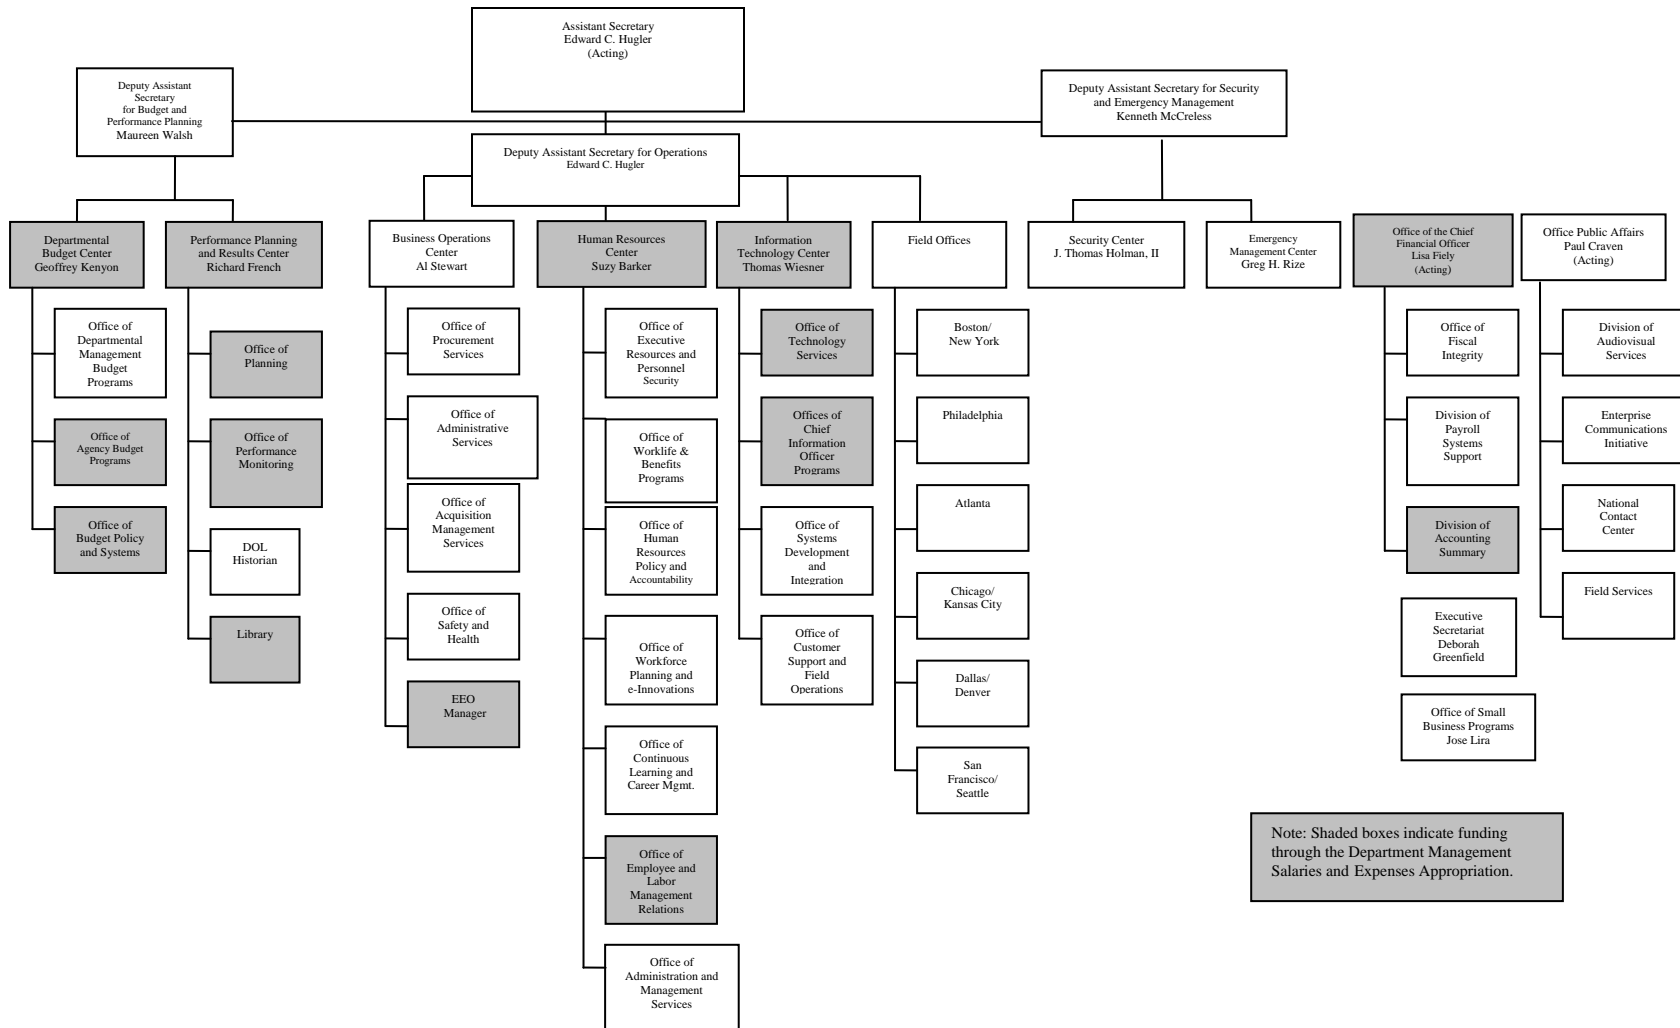 Assistant Secretary
Edward C. Hugler
(Acting)
Deputy Assistant
Secretary
for Budget and
Performance Planning
Maureen Walsh
Deputy Assistant Secretary for Security
and Emergency Management
Kenneth McCreless
Deputy Assistant Secretary for Operations
Edward C. Hugler
Departmental
Budget Center
Geoffrey Kenyon
Performance Planning
and Results Center
Richard French
Business Operations
Center
Al Stewart
Human Resources
Center
Suzy Barker
Information
Technology Center
Thomas Wiesner
Field Offices
Security Center
J. Thomas Holman, II
Emergency
Management Center
Greg H. Rize
Office of the Chief
Financial Officer
Lisa Fiely
(Acting)
Office Public Affairs
Paul Craven
(Acting)
Office of
Departmental
Management
Budget
Programs
Office of
Agency Budget
Programs
Office of
Budget Policy
and Systems
Office of
Planning
Office of
Performance
Monitoring
DOL
Historian
Library
Office of
Procurement
Services
Office of
Administrative
Services
Office of
Acquisition
Management
Services
Office of
Safety and
Health
EEO
Manager
Office of
Executive
Resources and
Personnel
Security
Office of
Worklife &
Benefits
Programs
Office of
Human
Resources
Policy and
Accountability
Office of
Workforce
Planning and
e-Innovations
Office of
Continuous
Learning and
Career Mgmt.
Office of
Employee and
Labor
Management
Relations
Office of
Administration and
Management
Services
Office of
Technology
Services
Offices of
Chief
Information
Officer
Programs
Office of
Systems
Development
and
Integration
Office of
Customer
Support and
Field
Operations
Boston/
New York
Philadelphia
Atlanta
Chicago/
Kansas City
Dallas/
Denver
San
Francisco/
Seattle
Office of
Fiscal
Integrity
Division of
Payroll
Systems
Support
Division of
Accounting
Summary
Executive
Secretariat
Deborah
Greenfield
Office of Small
Business Programs
Jose Lira
Division of
Audiovisual
Services
Enterprise
Communications
Initiative
National
Contact
Center
Field Services
Note: Shaded boxes indicate funding
through the Department Management
Salaries and Expenses Appropriation.